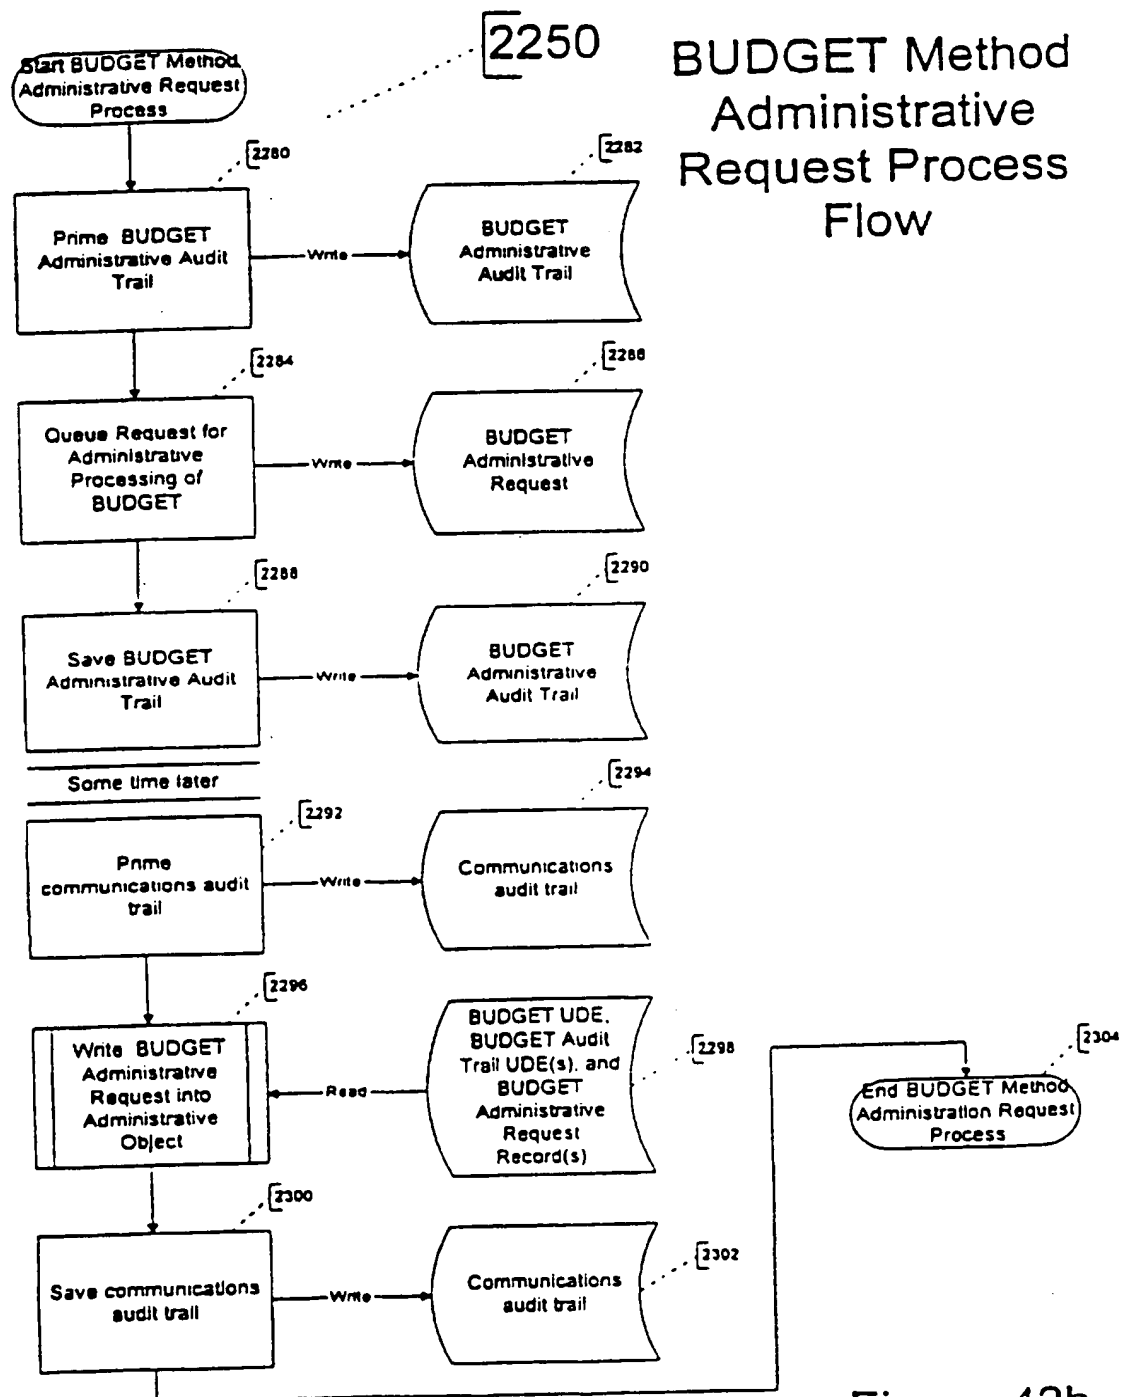 2250
BUDGET Method
Administrative
Request Process
Flow
Start BUDGET Method
Administrative Request
Process
2280
Prime BUDGET
Administrative Audit
Trail
Write
2282
BUDGET
Administrative
Audit Trail
2284
Queue Request for
Administrative
Processing of
BUDGET
Write
2288
BUDGET
Administrative
Request
2288
Save BUDGET
Administrative Audit
Trail
Write
2290
BUDGET
Administrative
Audit Trail
Some time later
2292
Prime
communications audit
trail
Write
2294
Communications
audit trail
2296
Write BUDGET
Administrative
Request into
Administrative
Object
Read
BUDGET UDE,
BUDGET Audit
Trail UDE(s), and
BUDGET
Administrative
Request
Record(s)
2298
2300
Save communications
audit trail
Write
Communications
audit trail
2302
2304
End BUDGET Method
Administration Request
Process